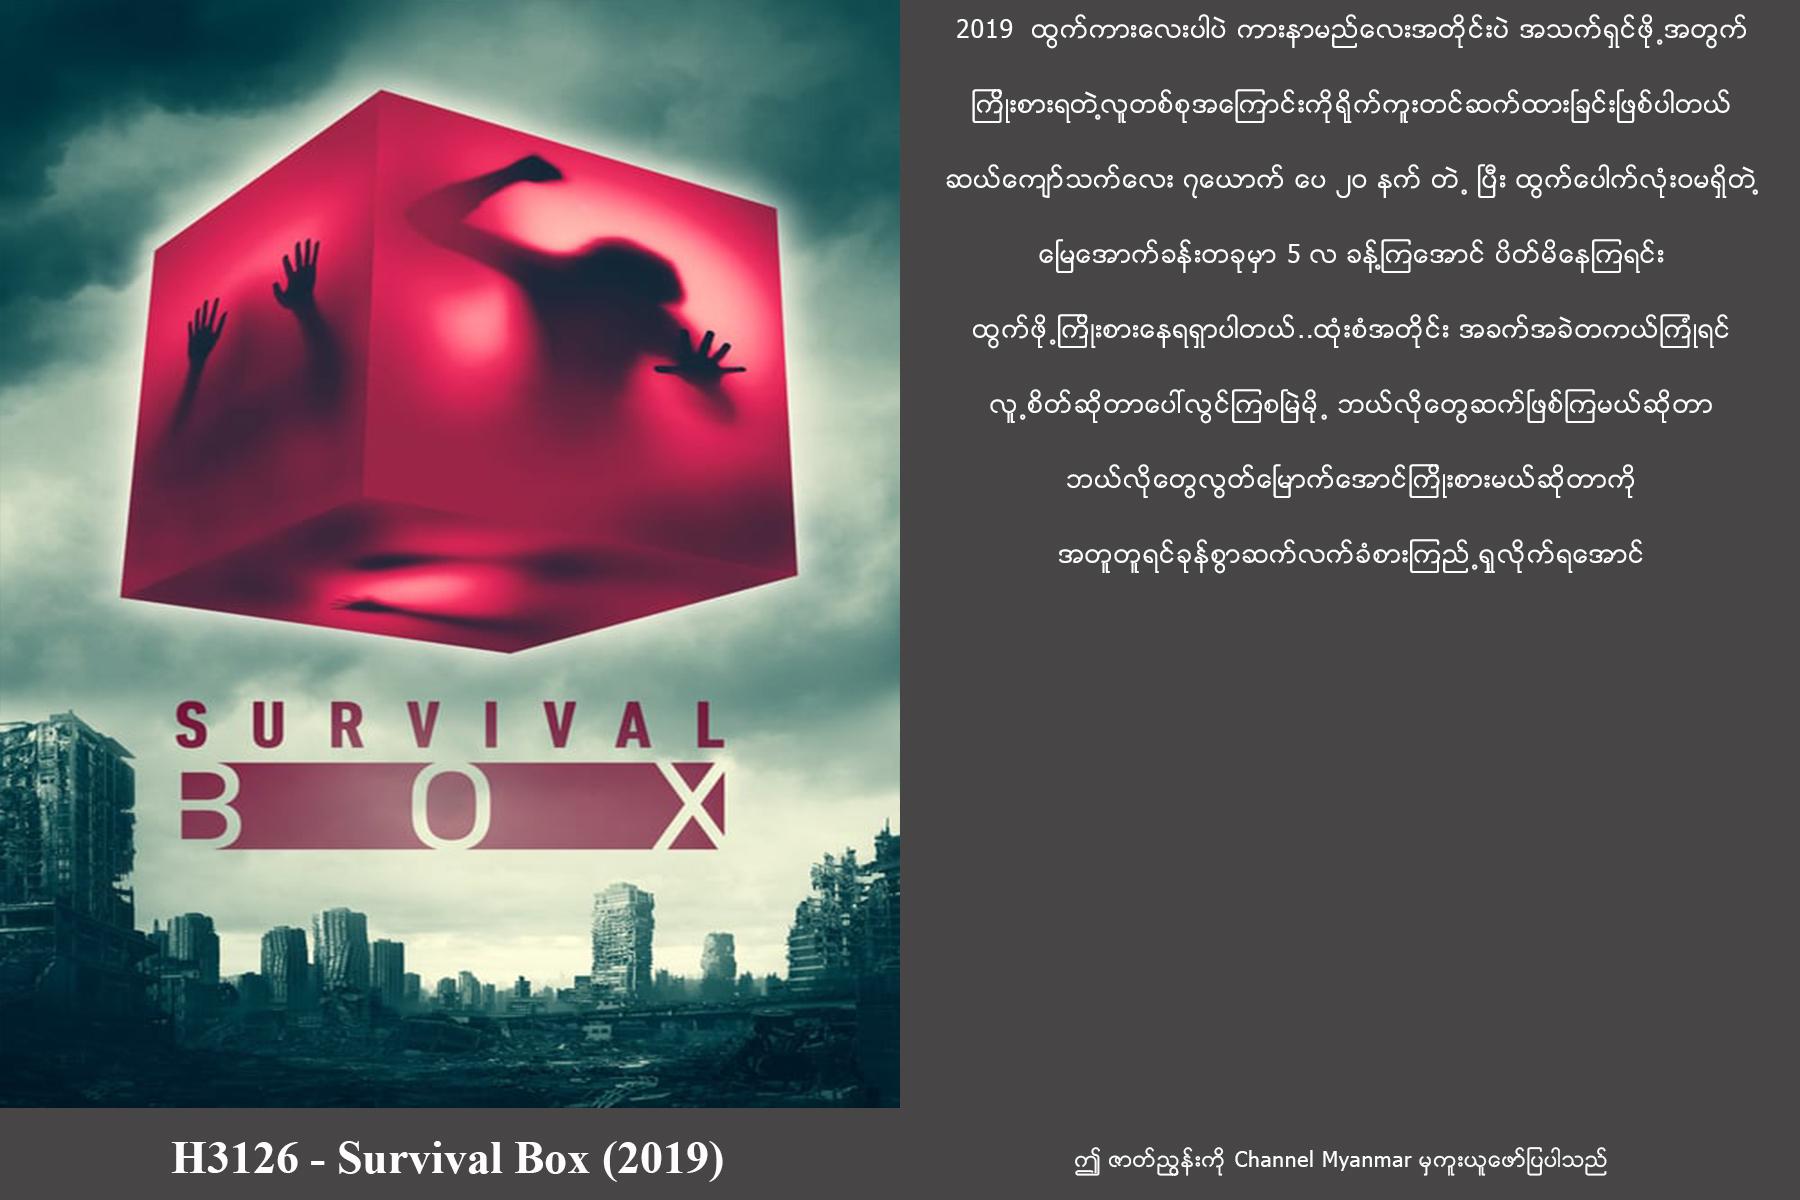 SURVIVAL
BOX
H3126 - Survival Box (2019)
2019 ထွက်ကားလေးပါပဲ ကားနာမည်လေးအတိုင်းပဲ အသက်ရှင်ဖို့အတွက်
ကြိုးစားရတဲ့လူတစ်စုအကြောင်းကိုရိုက်ကူးတင်ဆက်ထားခြင်းဖြစ်ပါတယ်
ဆယ်ကျော်သက်လေး ၇ယောက် ပေ ၂၀ နက် တဲ့ ပြီး ထွက်ပေါက်လုံးဝမရှိတဲ့
မြေအောက်ခန်းတခုမှာ 5 လ ခန့်ကြအောင် ပိတ်မိနေကြရင်း
ထွက်ဖို့ကြိုးစားနေရရှာပါတယ်..ထုံးစံအတိုင်း အခက်အခဲတကယ်ကြုံရင်
လူ့စိတ်ဆိုတာပေါ်လွင်ကြစမြဲမို့ ဘယ်လိုတွေဆက်ဖြစ်ကြမယ်ဆိုတာ
ဘယ်လိုတွေလွတ်မြောက်အောင်ကြိုးစားမယ်ဆိုတာကို
အတူတူရင်ခုန်စွာဆက်လက်ခံစားကြည့်ရှုလိုက်ရအောင်
ဤ ဇာတ်ညွှန်းကို Channel Myanmar မှကူးယူဖော်ပြပါသည်